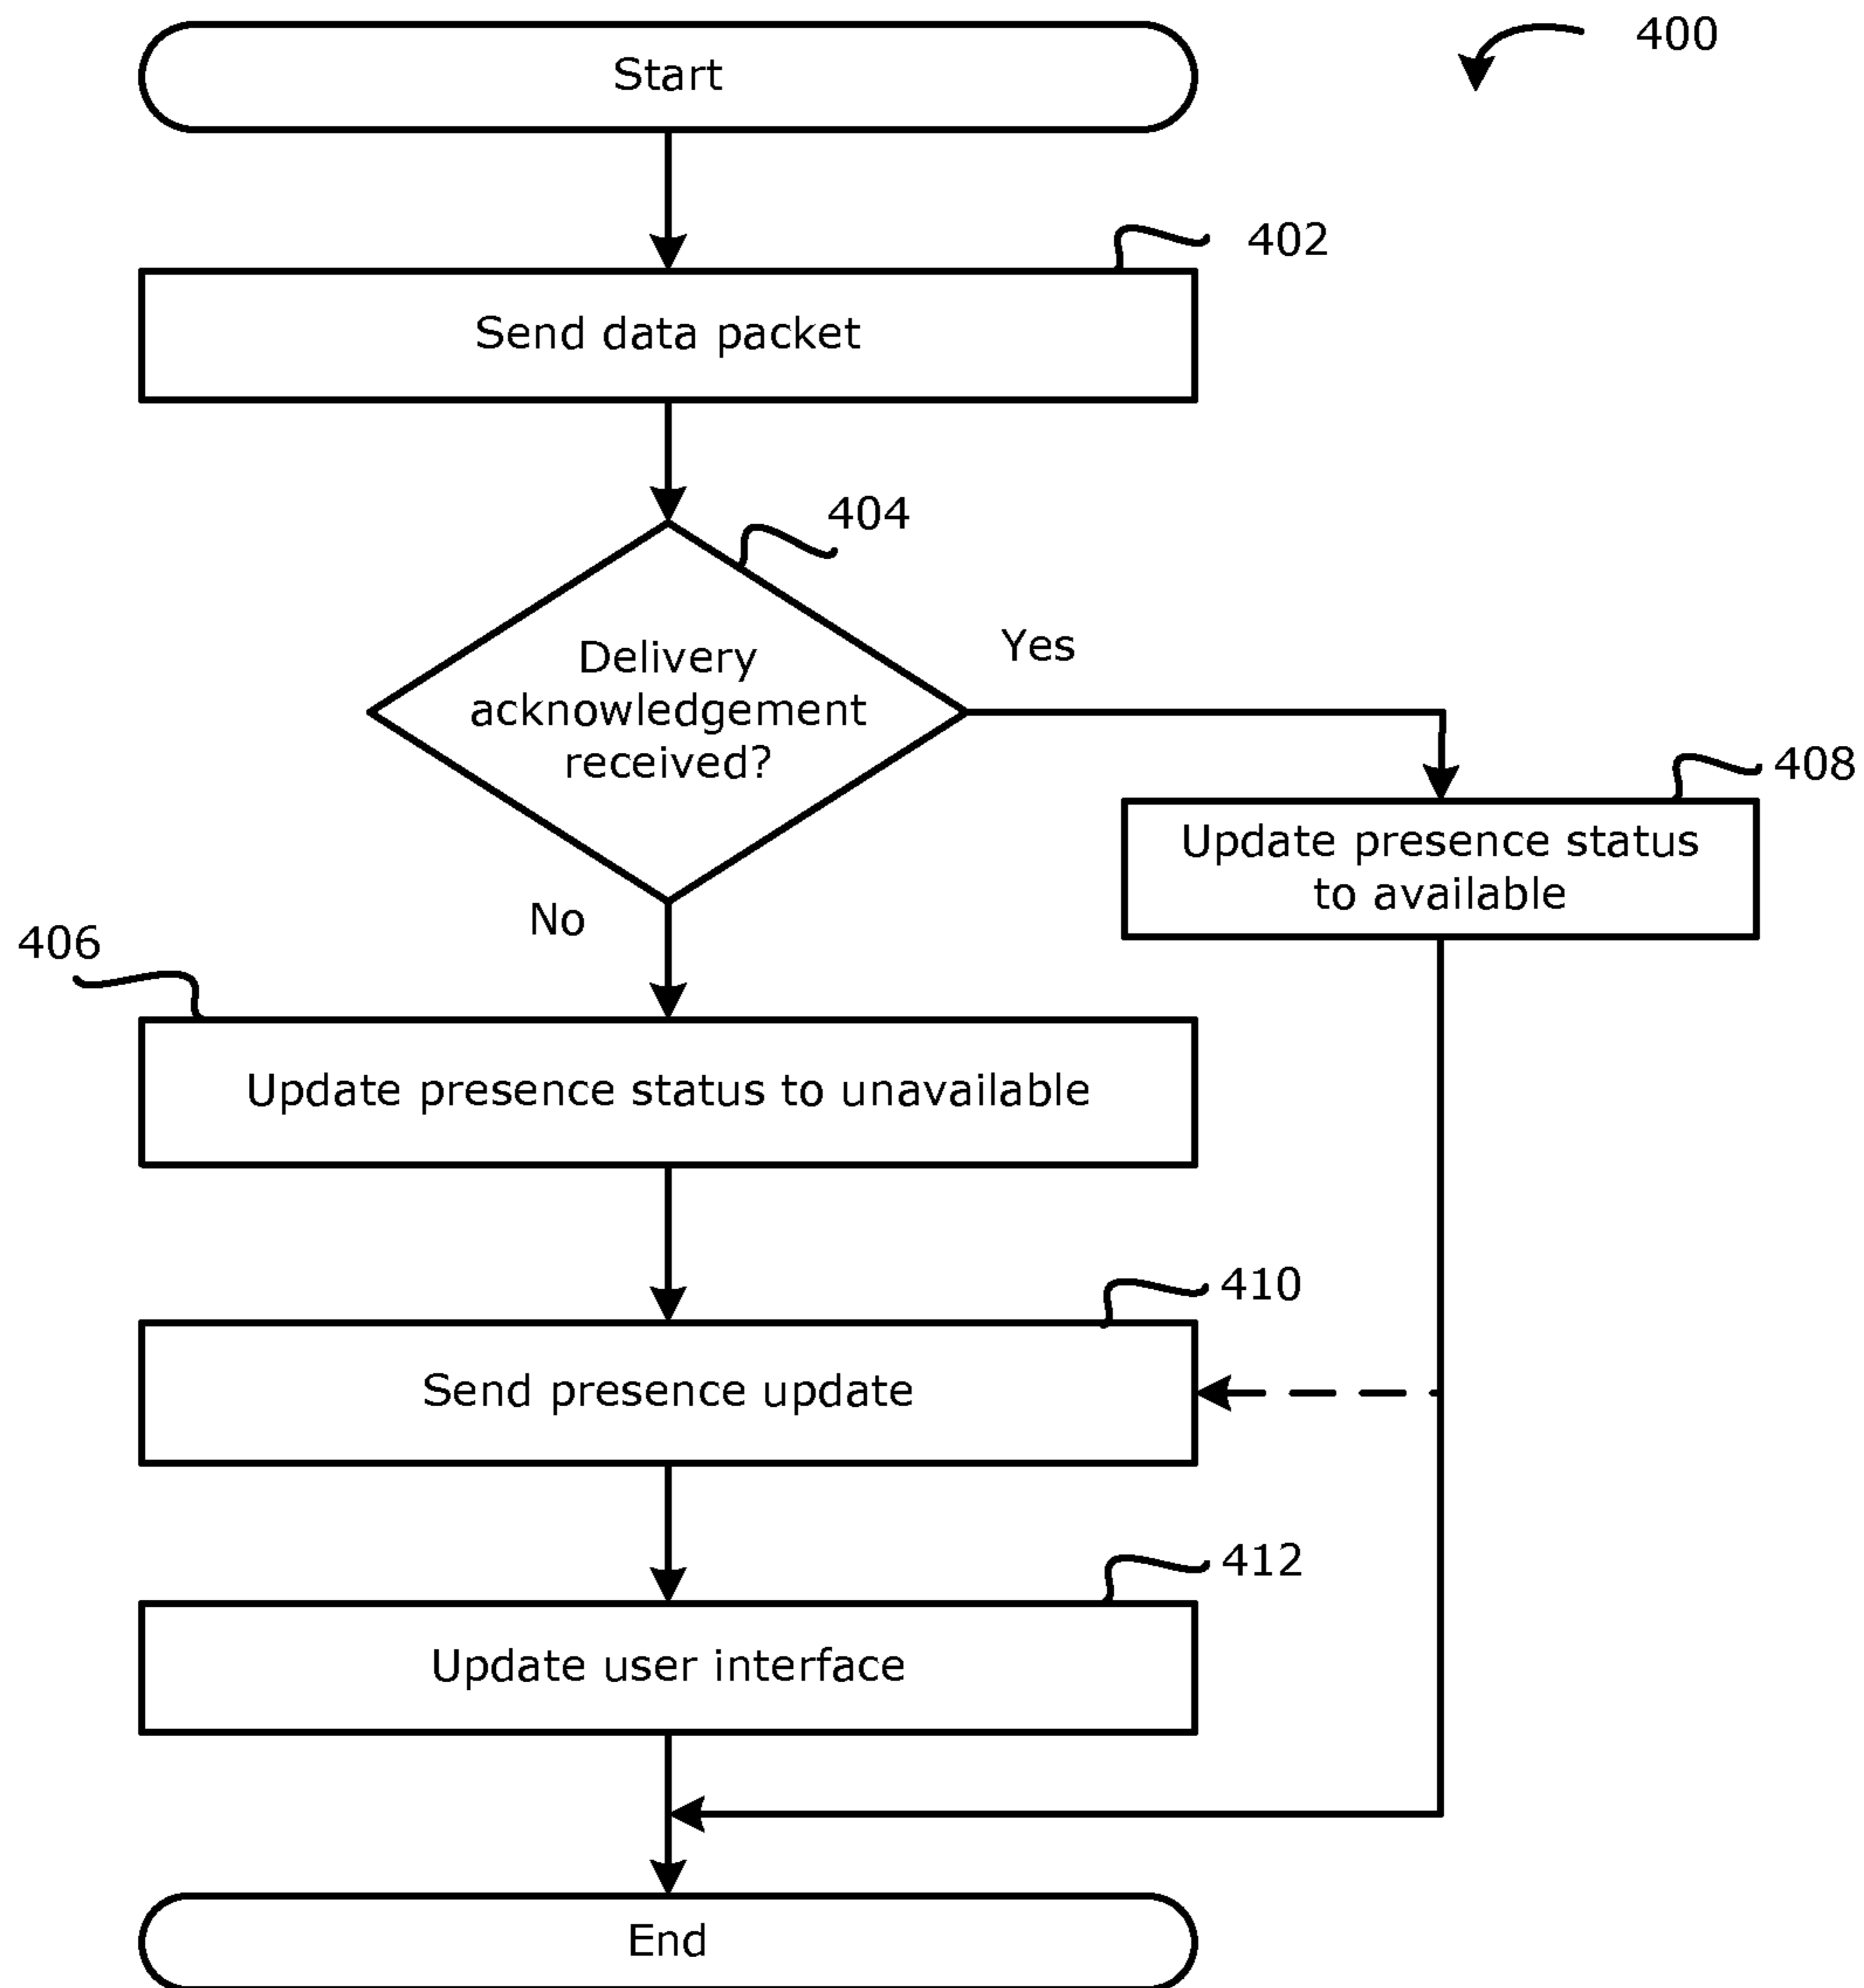 Start
400
402
Send data packet
404
Delivery
acknowledgement
received?
Yes
408
Update presence status
to available
No
406
Update presence status to unavailable
410
Send presence update
412
Update user interface
End